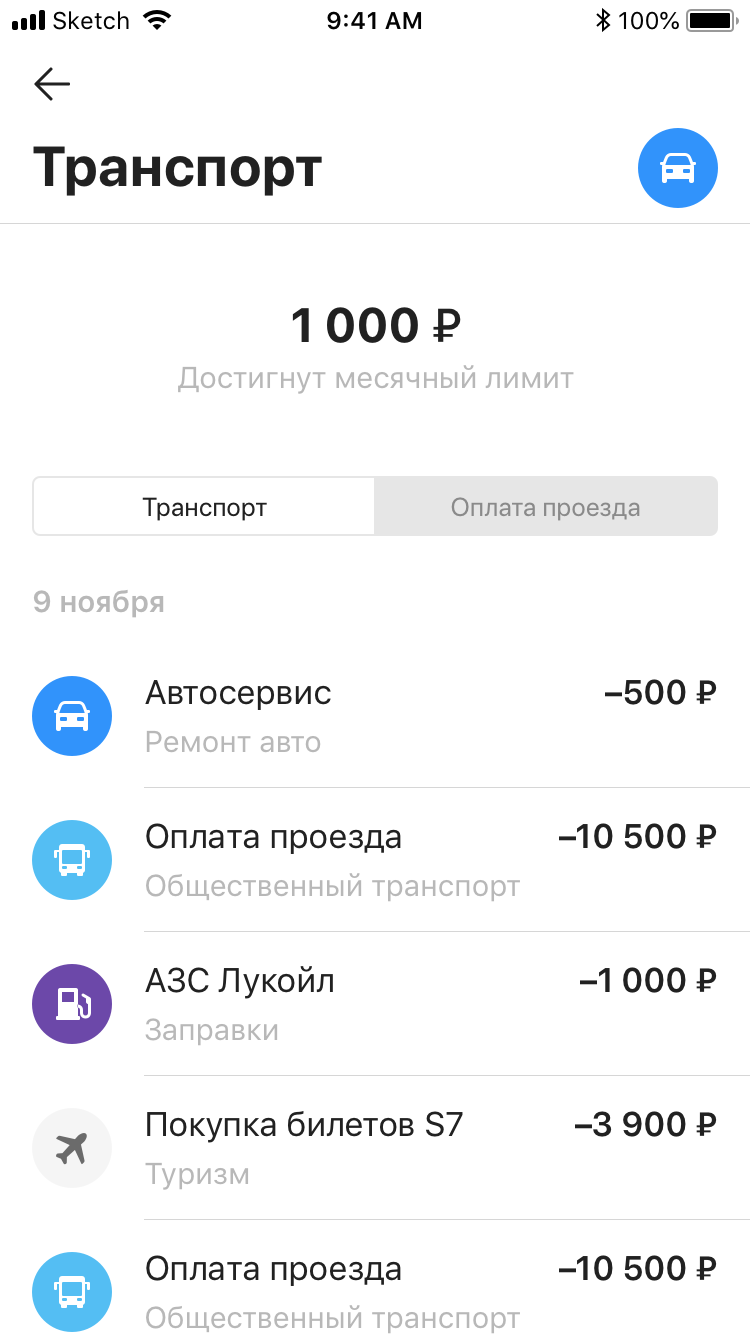 Sketch 9:41 AM 100%
Транспорт
1 000 ₽
Достигнут месячный лимит
Транспорт Оплата проезда
9 ноября
Автосервис –500 ₽
Ремонт авто
Оплата проезда –10 500 ₽
Общественный транспорт
АЗС Лукойл –1 000 ₽
Заправки
Покупка билетов S7 –3 900 ₽
Туризм
Оплата проезда –10 500 ₽
Общественный транспорт